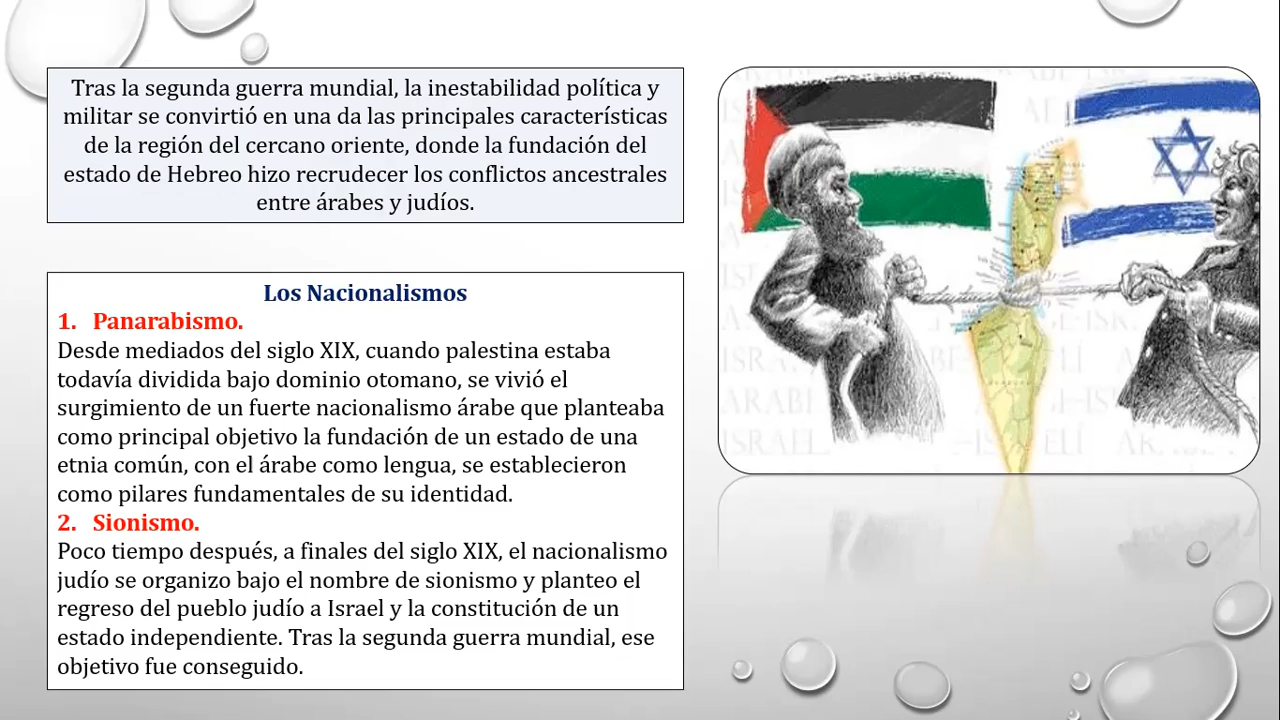 Tras la segunda guerra mundial, la inestabilidad política y
militar se convirtió en una da las principales características
de la región del cercano oriente, donde la fundación del
estado de Hebreo hizo recrudecer los conflictos ancestrales
entre árabes y judíos.
Los Nacionalismos
1. Panarabismo.
Desde mediados del siglo XIX, cuando palestina estaba
todavía dividida bajo dominio otomano, se vivió el
surgimiento de un fuerte nacionalismo árabe que planteaba
como principal objetivo la fundación de un estado de una
etnia común, con el árabe como lengua, se establecieron
como pilares fundamentales de su identidad.
2. Sionismo.
Poco tiempo después, a finales del siglo XIX, el nacionalismo
judío se organizo bajo el nombre de sionismo y planteo el
regreso del pueblo judío a Israel y la constitución de un
estado independiente. Tras la segunda guerra mundial, ese
objetivo fue conseguido.